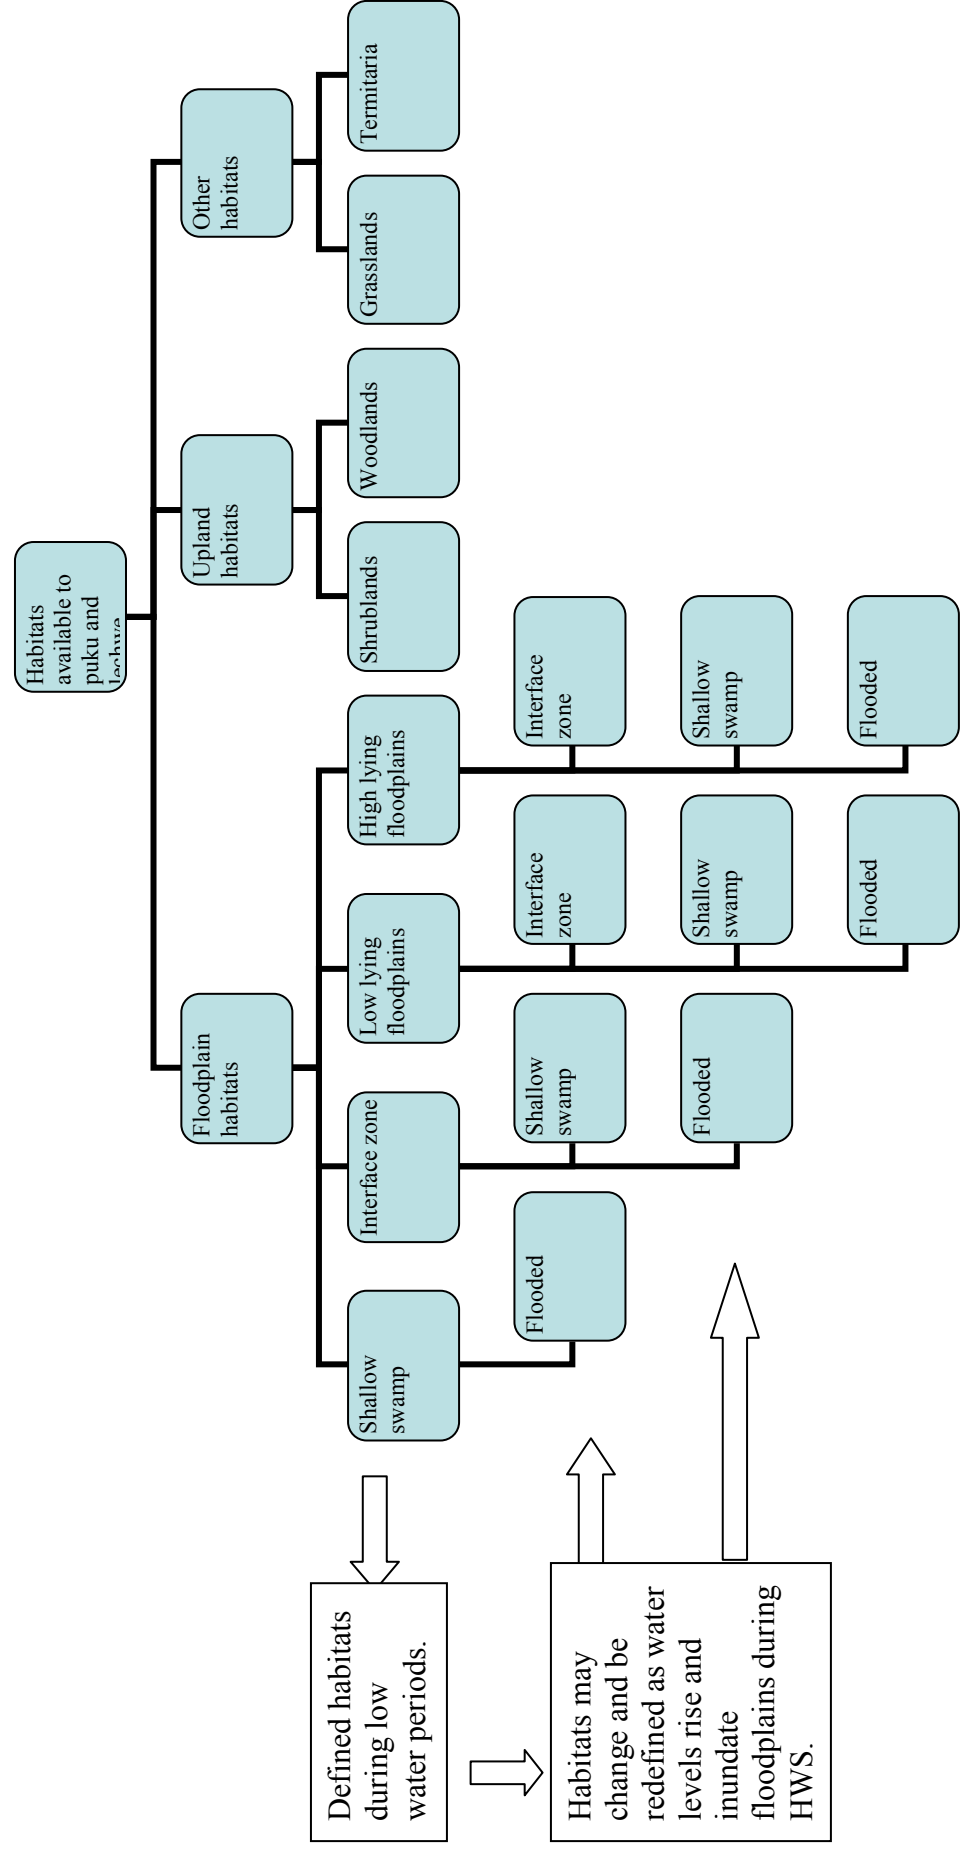 Habitats
available to
puku and
lechwe
Floodplain
habitats
Upland
habitats
Other
habitats
Shallow
swamp
Interface zone
Low lying
floodplains
High lying
floodplains
Shrublands
Woodlands
Grasslands
Termitaria
Flooded
Shallow
swamp
Flooded
Interface
zone
Shallow
swamp
Flooded
Interface
zone
Shallow
swamp
Flooded
Defined habitats
during low
water periods.
Habitats may
change and be
redefined as water
levels rise and
inundate
floodplains during
HWS.